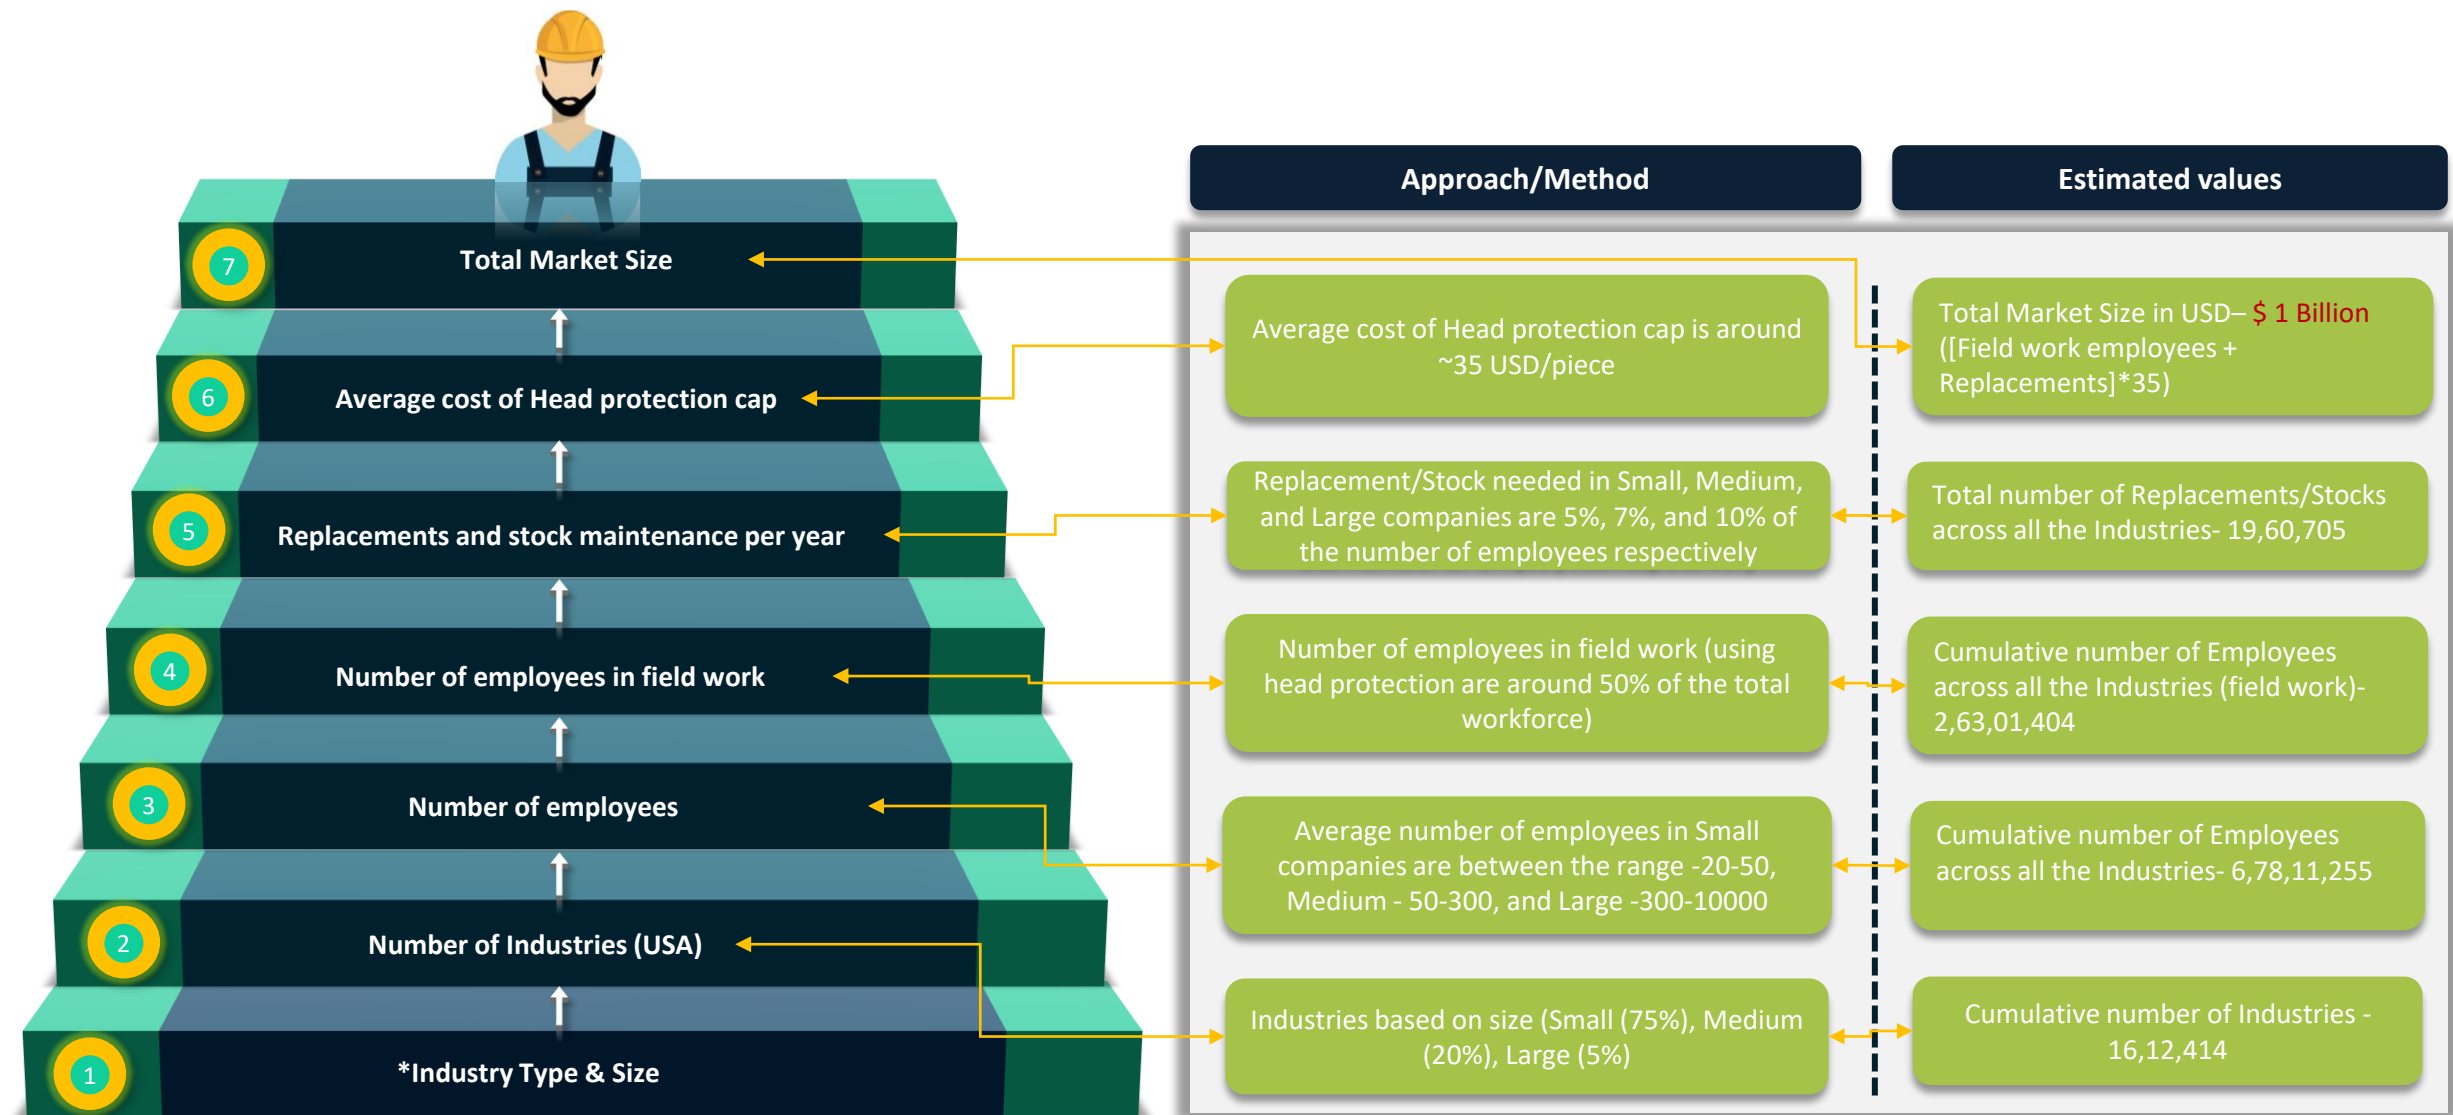 Approach/Method
Estimated values
7
Total Market Size
6
Average cost of Head protection cap
5
Replacements and stock maintenance per year
4
Number of employees in field work
3
Number of employees
2
Number of Industries (USA)
1
*Industry Type & Size
Average cost of Head protection cap is around
~35 USD/piece
Total Market Size in USD– $ 1 Billion
([Field work employees +
Replacements]*35)
Replacement/Stock needed in Small, Medium,
and Large companies are 5%, 7%, and 10% of
the number of employees respectively
Total number of Replacements/Stocks
across all the Industries- 19,60,705
Number of employees in field work (using
head protection are around 50% of the total
workforce)
Cumulative number of Employees
across all the Industries (field work)-
2,63,01,404
Average number of employees in Small
companies are between the range -20-50,
Medium - 50-300, and Large -300-10000
Cumulative number of Employees
across all the Industries- 6,78,11,255
Industries based on size (Small (75%), Medium
(20%), Large (5%)
Cumulative number of Industries -
16,12,414